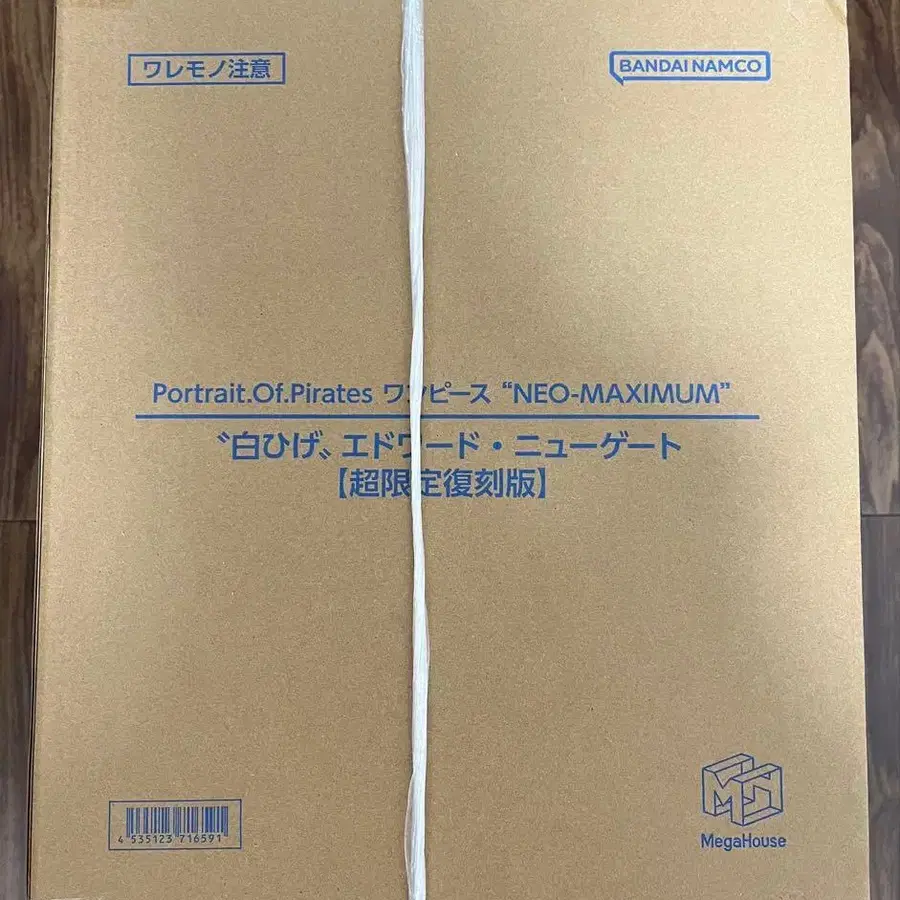 ワレモノ注意
BANDAI NAMCO
Portrait.Of.Pirates ワンピース “NEO-MAXIMUM”
〝白ひげ〟エドワード・ニューゲート
【超限定復刻版】
4 535123 716591
MegaHouse